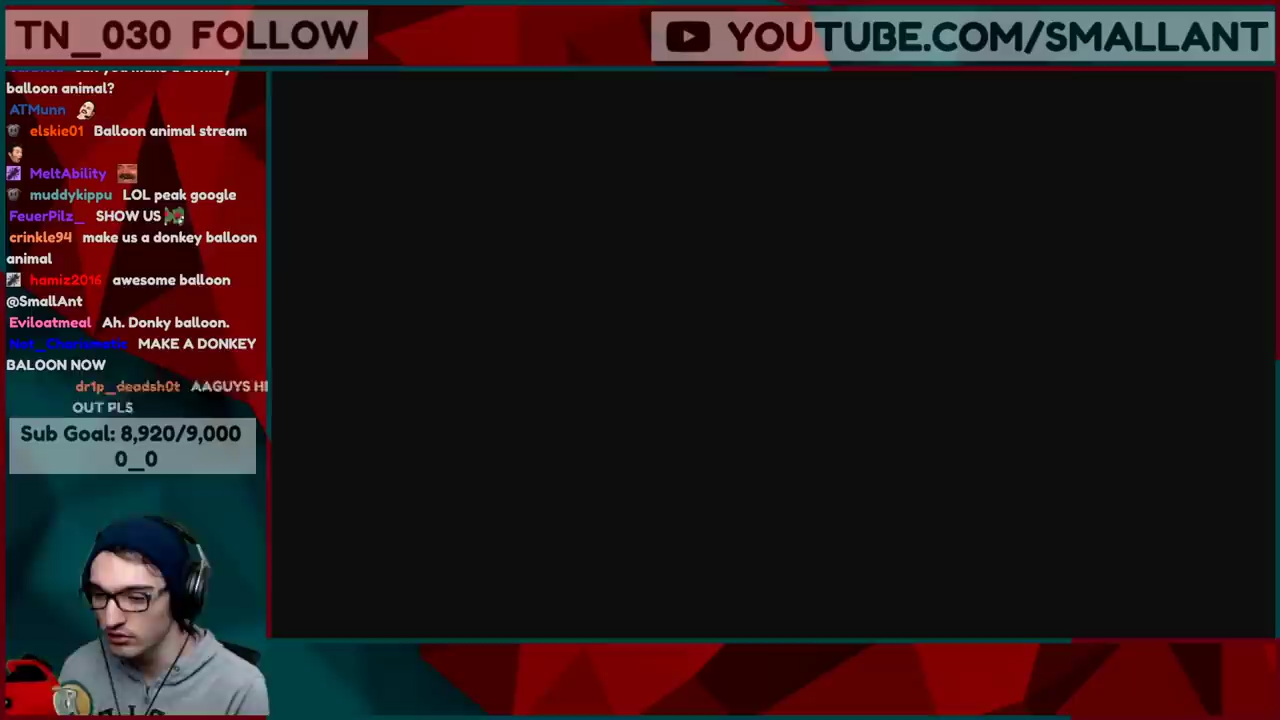 TN_030 FOLLOW
YOUTUBE.COM/SMALLANT
balloon animal?
ATMunn
elskie01 Balloon animal stream
MeltAbility
muddykippu LOL peak google
FeuerPilz_ SHOW US
crinkle94 make us a donkey balloon
animal
hamiz2016 awesome balloon
@SmallAnt
Eviloatmeal Ah. Donky balloon.
Not_Charismatic MAKE A DONKEY
BALOON NOW
dr1p_deadsh0t AAGUYS HI
OUT PLS
Sub Goal: 8,920/9,000
0_0